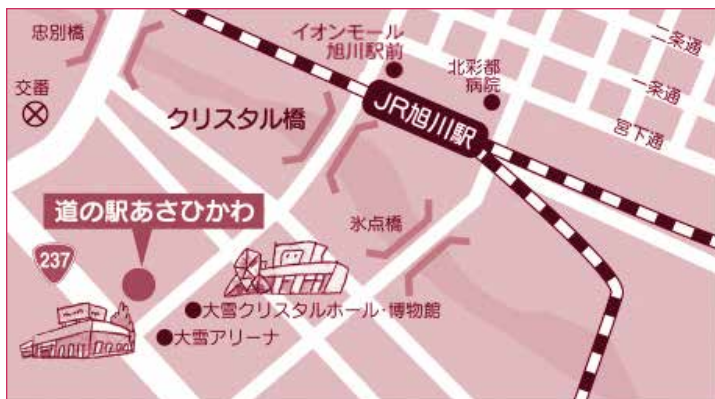 忠別橋
イオンモール
旭川駅前
二条通
交番
北彩都
病院
一条通
クリスタル橋
JR旭川駅
宮下通
道の駅あさひかわ
氷点橋
237
大雪クリスタルホール・博物館
大雪アリーナ